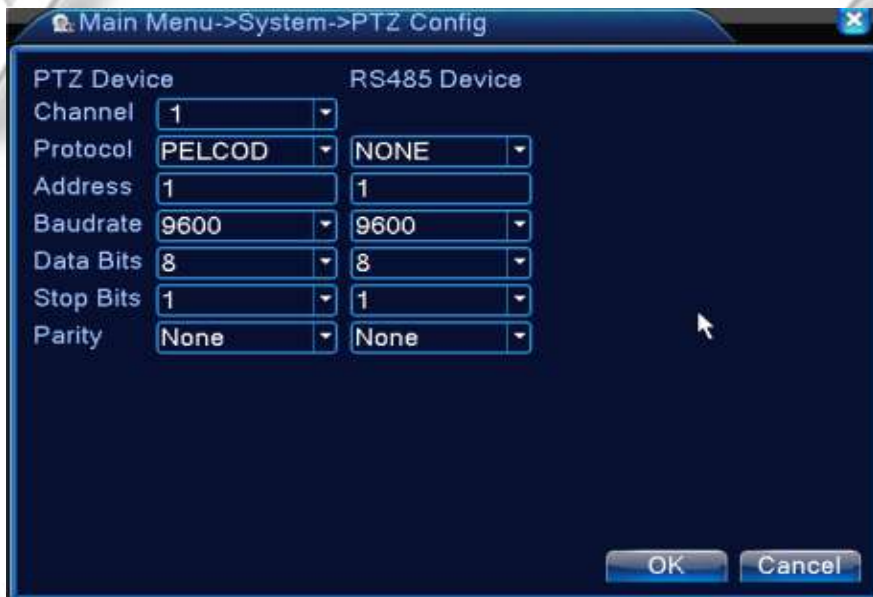 Main Menu->System->PTZ Config
PTZ Device RS485 Device
Channel 1
Protocol PELCOD NONE
Address 1 1
Baudrate 9600 9600
Data Bits 8 8
Stop Bits 1 1
Parity None None
OK Cancel